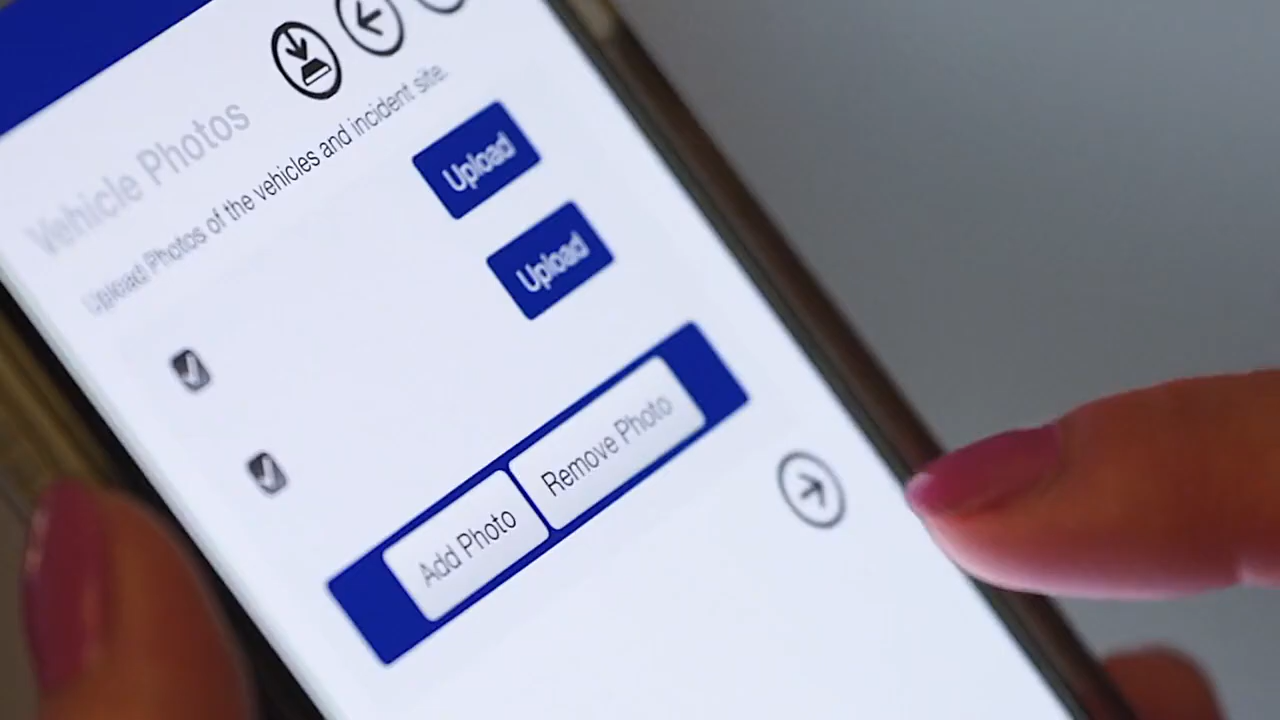 Vehicle Photos
Upload Photos of the vehicles and incident site.
Upload
Upload
Add Photo
Remove Photo